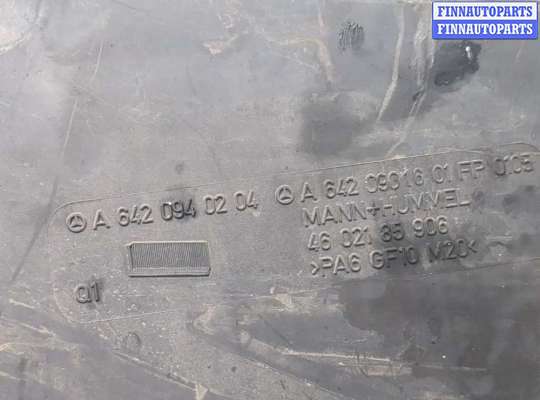 FINNAUTOPARTS
FINNAUTOPARTS
A 642 094 02 04
A 642 09016 01 FP 0105
MANN+HUMMEL
46 021 85 906
>PA6 GF10 M20<
Q1